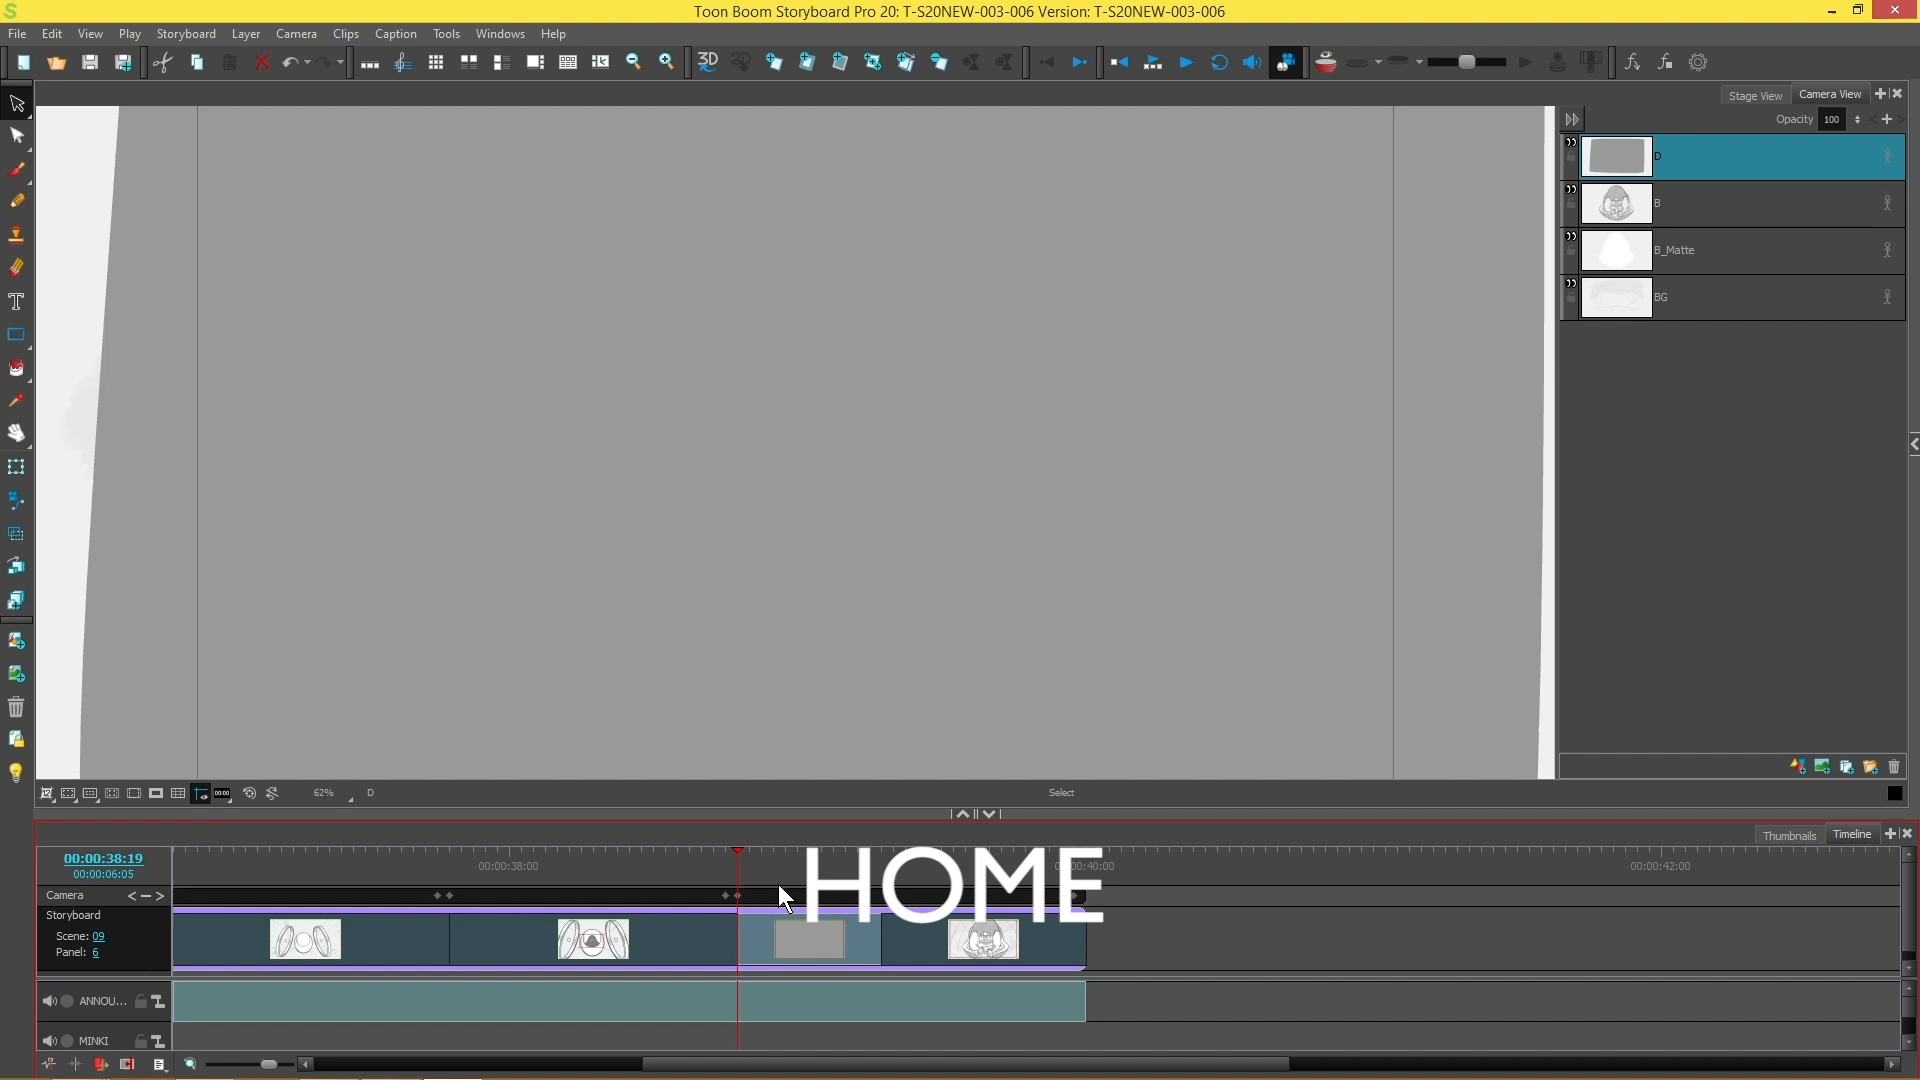 Toon Boom Storyboard Pro 20: T-S20NEW-003-006 Version: T-S20NEW-003-006
File Edit View Play Storyboard Layer Camera Clips Caption Tools Windows Help
3D
Stage View Camera View
Opacity 100
D
B
B_Matte
BG
T
62% D Select
Thumbnails Timeline
00:00:38:19
00:00:06:05
00:00:38:00 :40:00 00:00:42:00
HOME
Camera
Storyboard
Scene: 09
Panel: 6
ANNOU...
MINKI